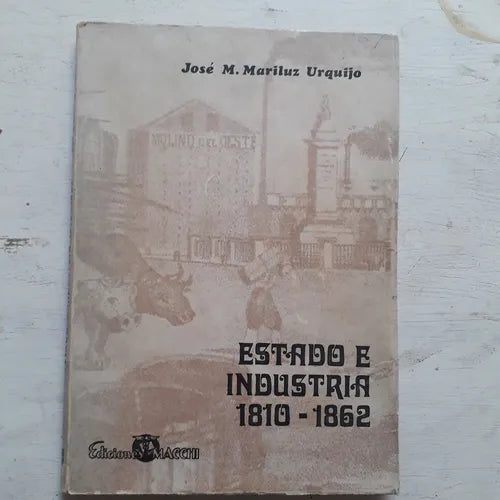 José M. Mariluz Urquijo
MOLINO DEL OESTE
ESTADO E
INDUSTRIA
1810 - 1862
Ediciones MACCHI